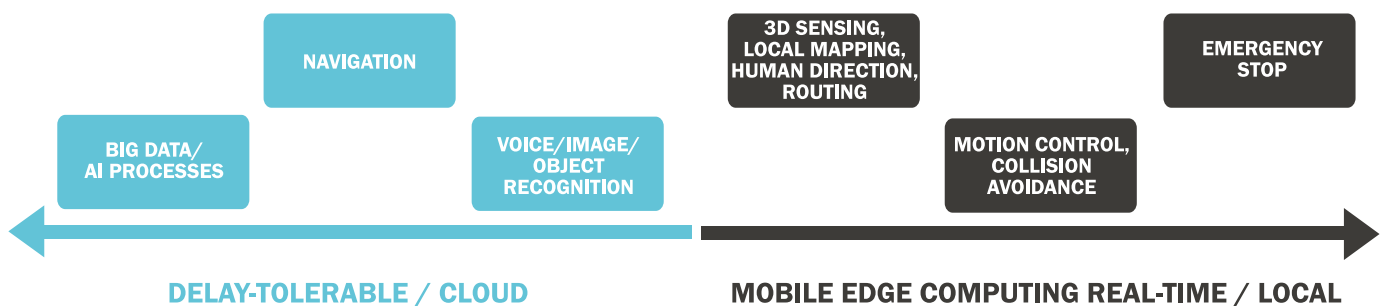 BIG DATA/
AI PROCESSES
NAVIGATION
VOICE/IMAGE/
OBJECT
RECOGNITION
3D SENSING,
LOCAL MAPPING,
HUMAN DIRECTION,
ROUTING
MOTION CONTROL,
COLLISION
AVOIDANCE
EMERGENCY
STOP
DELAY-TOLERABLE / CLOUD
MOBILE EDGE COMPUTING REAL-TIME / LOCAL